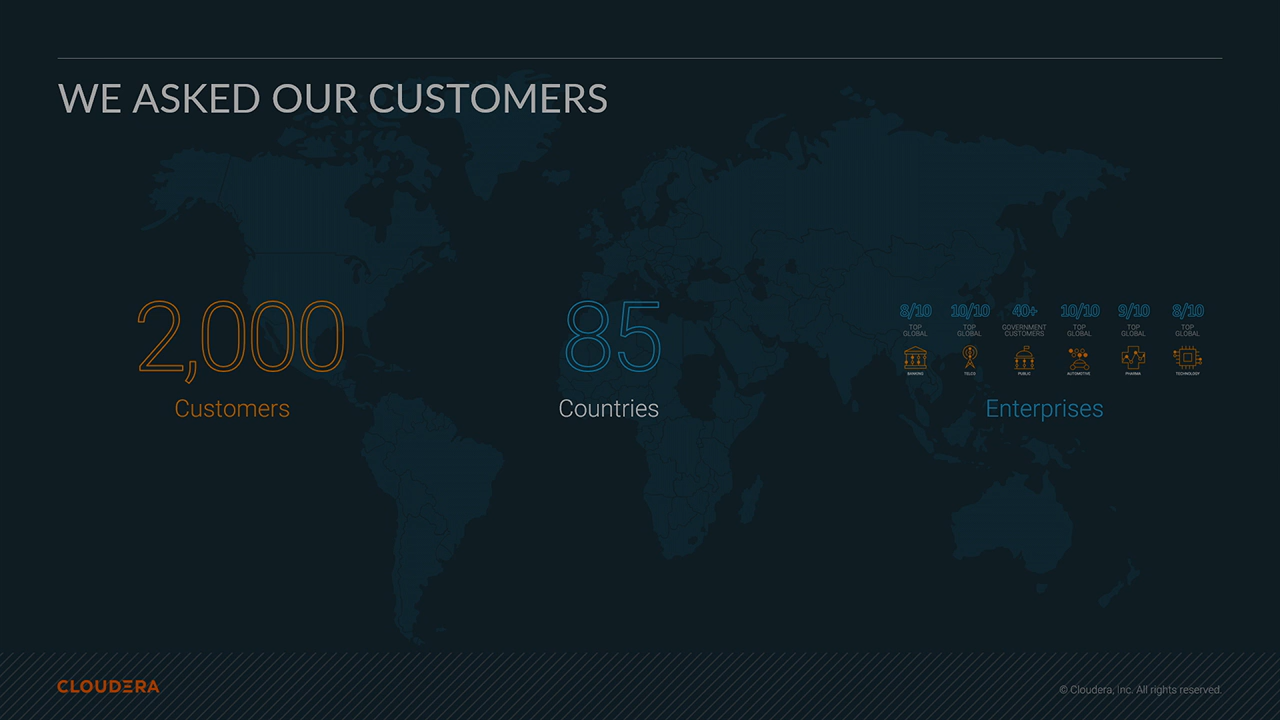 WE ASKED OUR CUSTOMERS
2,000
Customers
85
Countries
8/10 10/10 40+ 10/10 9/10 8/10
TOP TOP GOVERNMENT TOP TOP TOP
GLOBAL GLOBAL CUSTOMERS GLOBAL GLOBAL GLOBAL
BANKING TELCO PUBLIC AUTOMOTIVE PHARMA TECHNOLOGY
Enterprises
CLOUDERA
© Cloudera, Inc. All rights reserved.